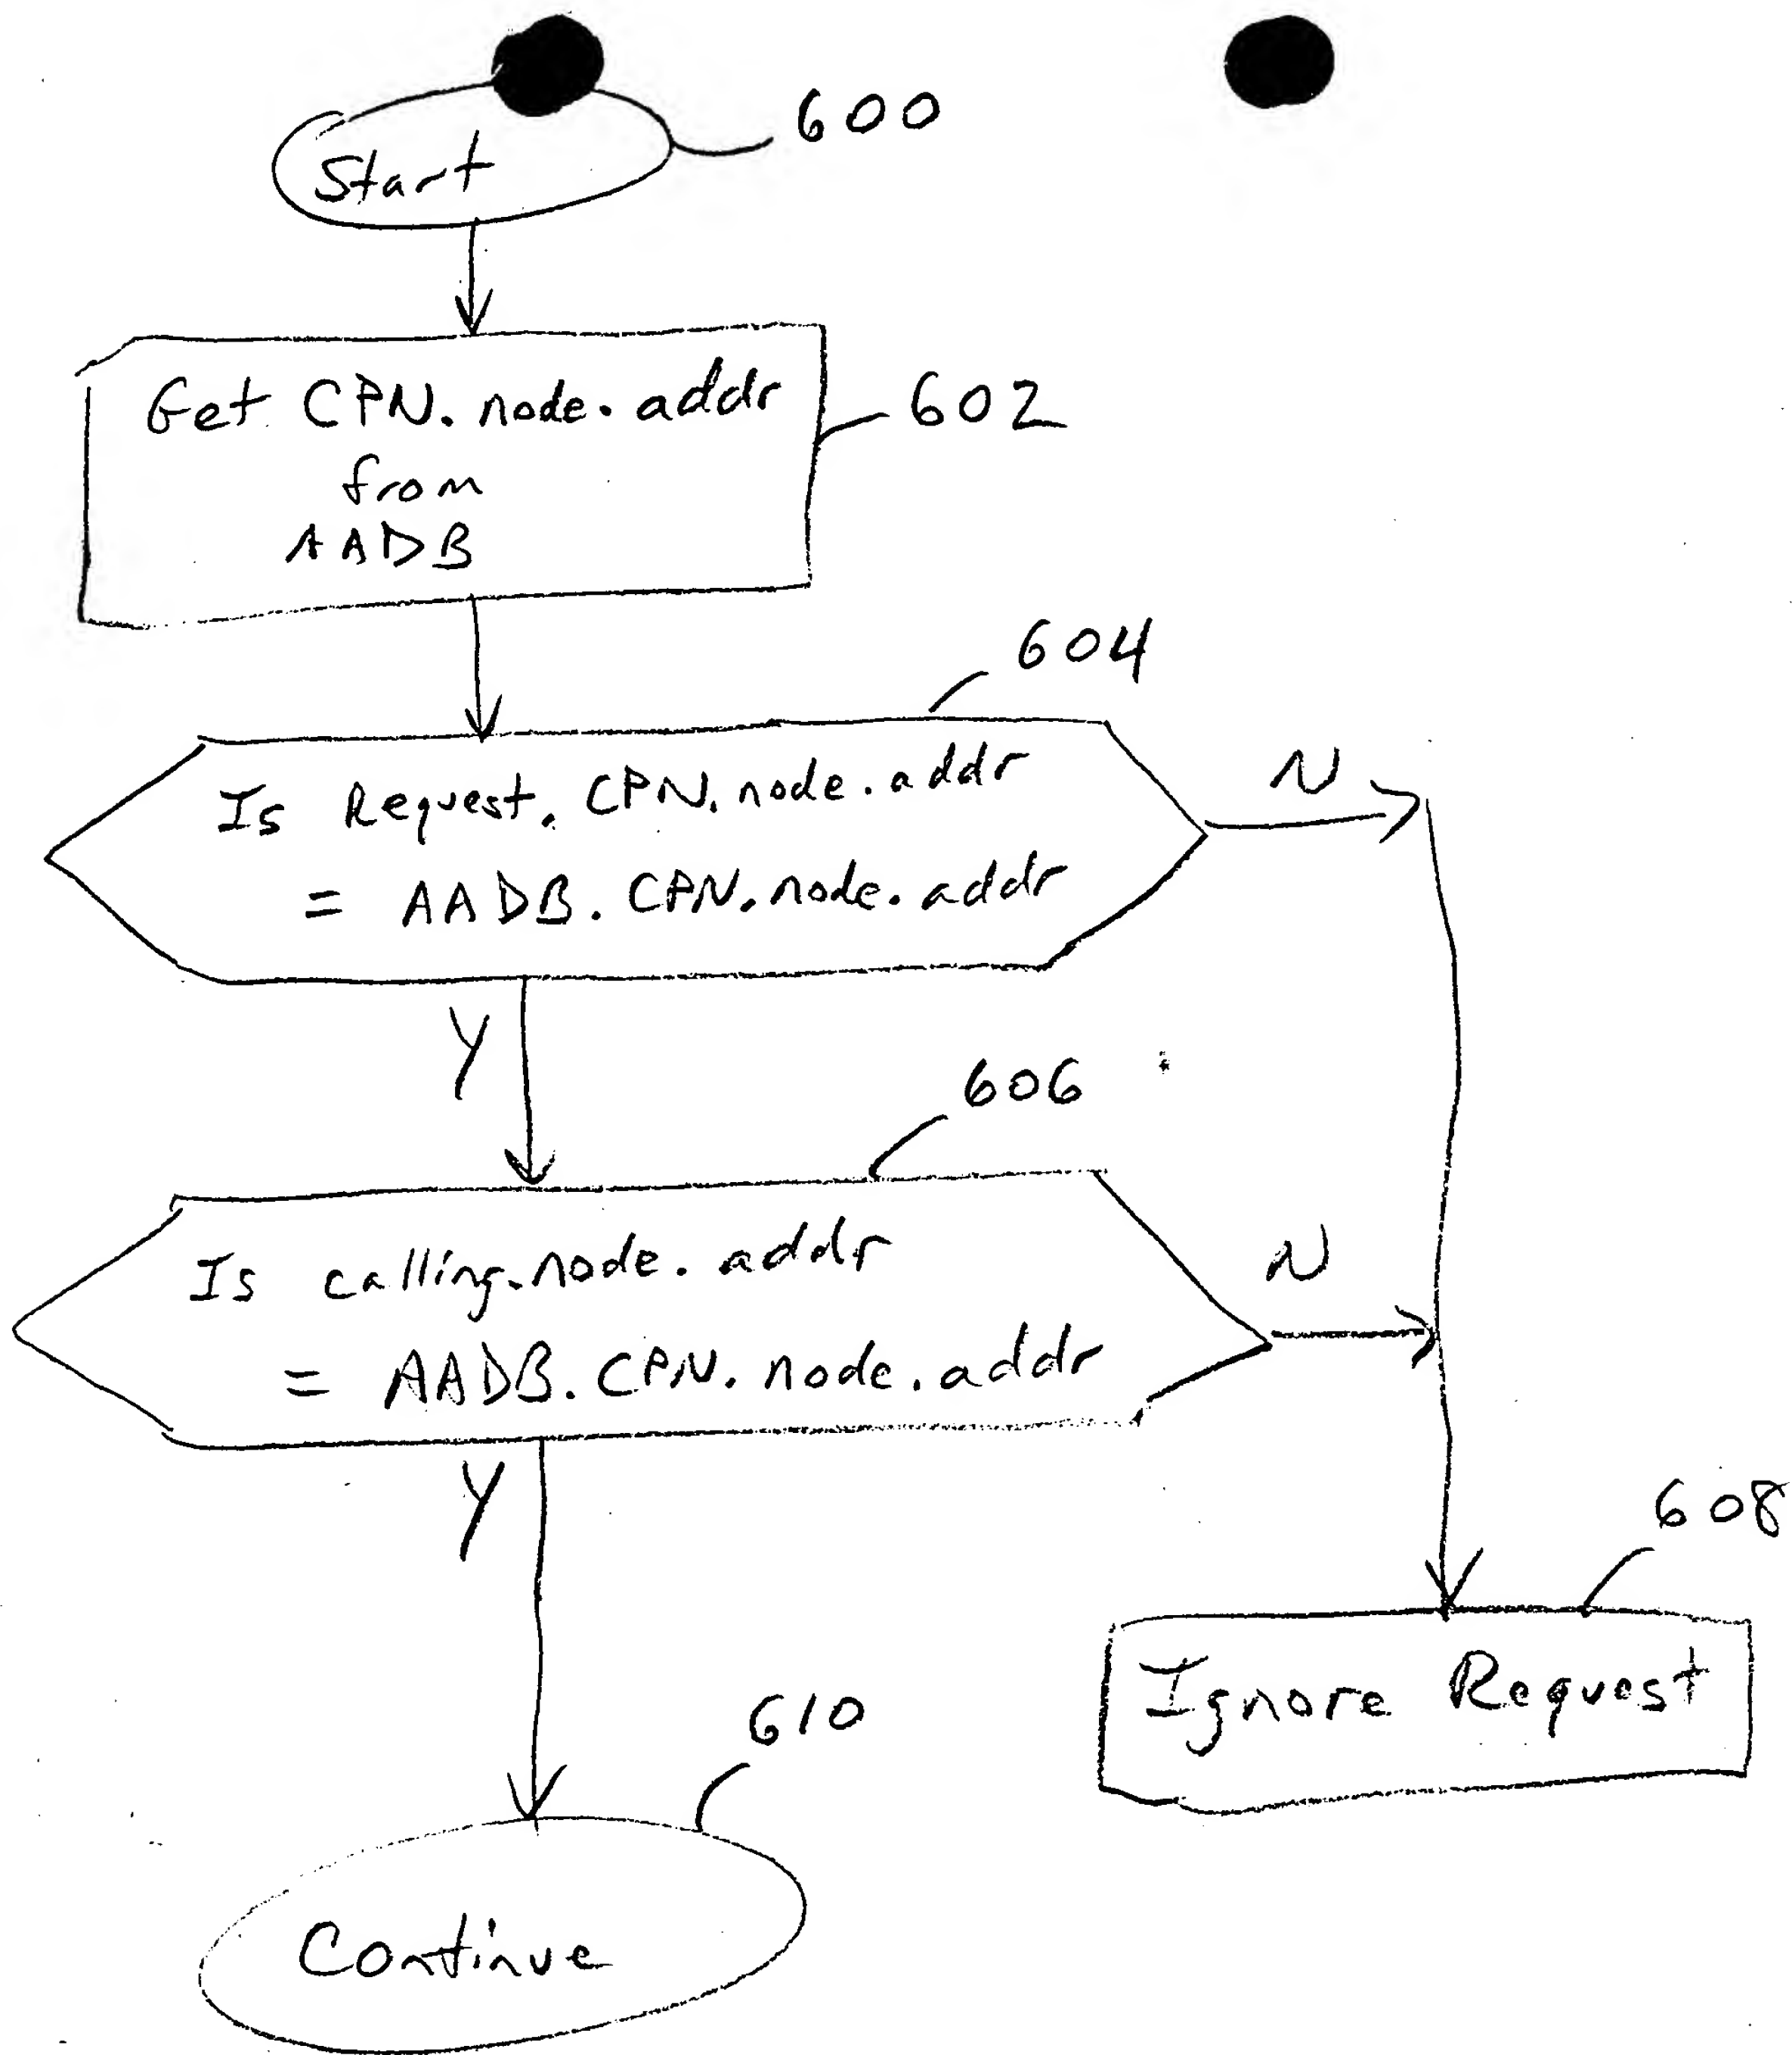 600
Start
Get CPN.node.addr
from
AADB
602
604
Is Request.CPN.node.addr
= AADB.CPN.node.addr
N
Y
606
Is calling.node.addr
= AADB.CPN.node.addr
N
Y
608
Ignore Request
610
Continue